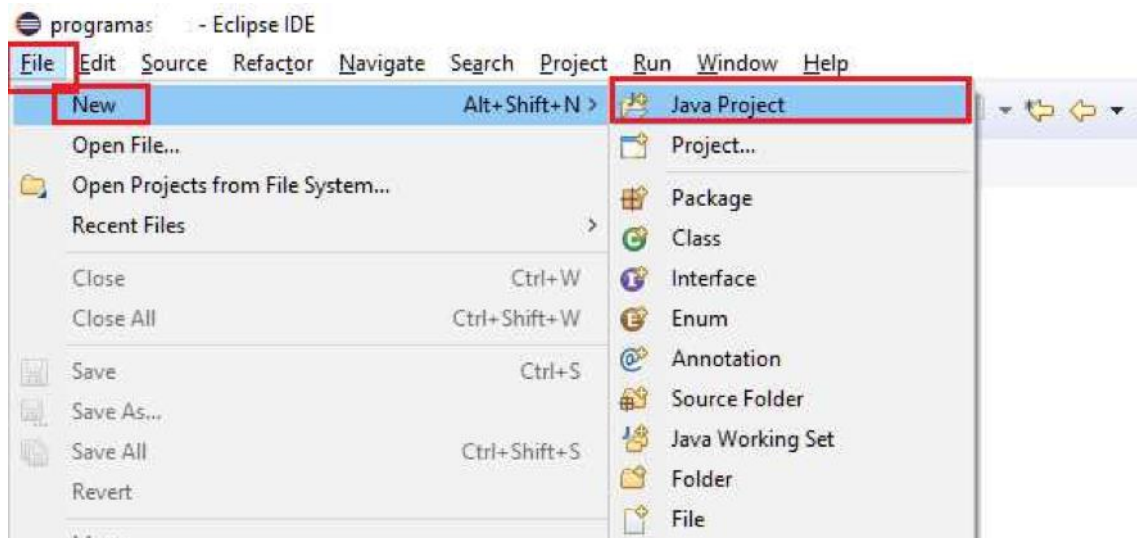 programas - Eclipse IDE
File Edit Source Refactor Navigate Search Project Run Window Help
New Alt+Shift+N >
Open File...
Open Projects from File System...
Recent Files >
Close Ctrl+W
Close All Ctrl+Shift+W
Save Ctrl+S
Save As...
Save All Ctrl+Shift+S
Revert
Java Project
Project...
Package
Class
Interface
Enum
Annotation
Source Folder
Java Working Set
Folder
File